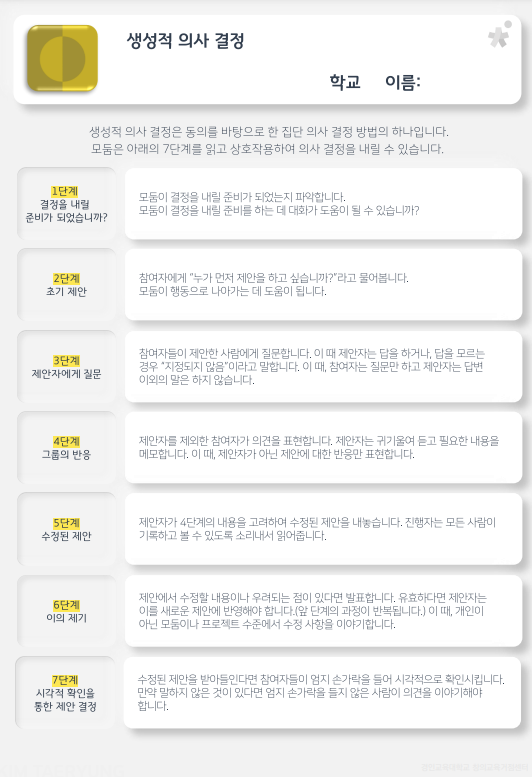 생성적 의사 결정
학교 이름:
생성적 의사 결정은 동의를 바탕으로 한 집단 의사 결정 방법의 하나입니다.
모둠은 아래의 7단계를 읽고 상호작용하여 의사 결정을 내릴 수 있습니다.
1단계
결정을 내릴
준비가 되었습니까?
모둠이 결정을 내릴 준비가 되었는지 파악합니다.
모둠이 결정을 내릴 준비를 하는 데 대화가 도움이 될 수 있습니까?
2단계
초기 제안
참여자에게 "누가 먼저 제안을 하고 싶습니까?"라고 물어봅니다.
모둠이 행동으로 나아가는 데 도움이 됩니다.
3단계
제안자에게 질문
참여자들이 제안한 사람에게 질문합니다. 이 때 제안자는 답을 하거나, 답을 모르는
경우 "지정되지 않음"이라고 말합니다. 이 때, 참여자는 질문만 하고 제안자는 답변
이외의 말은 하지 않습니다.
4단계
그룹의 반응
제안자를 제외한 참여자가 의견을 표현합니다. 제안자는 귀기울여 듣고 필요한 내용을
메모합니다. 이 때, 제안자가 아닌 제안에 대한 반응만 표현합니다.
5단계
수정된 제안
제안자가 4단계의 내용을 고려하여 수정된 제안을 내놓습니다. 진행자는 모든 사람이
기록하고 볼 수 있도록 소리내서 읽어줍니다.
6단계
이의 제기
제안에서 수정할 내용이나 우려되는 점이 있다면 발표합니다. 유효하다면 제안자는
이를 새로운 제안에 반영해야 합니다.(앞 단계의 과정이 반복됩니다.) 이 때, 개인이
아닌 모둠이나 프로젝트 수준에서 수정 사항을 이야기합니다.
7단계
시각적 확인을
통한 제안 결정
수정된 제안을 받아들인다면 참여자들이 엄지 손가락을 들어 시각적으로 확인시킵니다.
만약 말하지 않은 것이 있다면 엄지 손가락을 들지 않은 사람이 의견을 이야기해야
합니다.